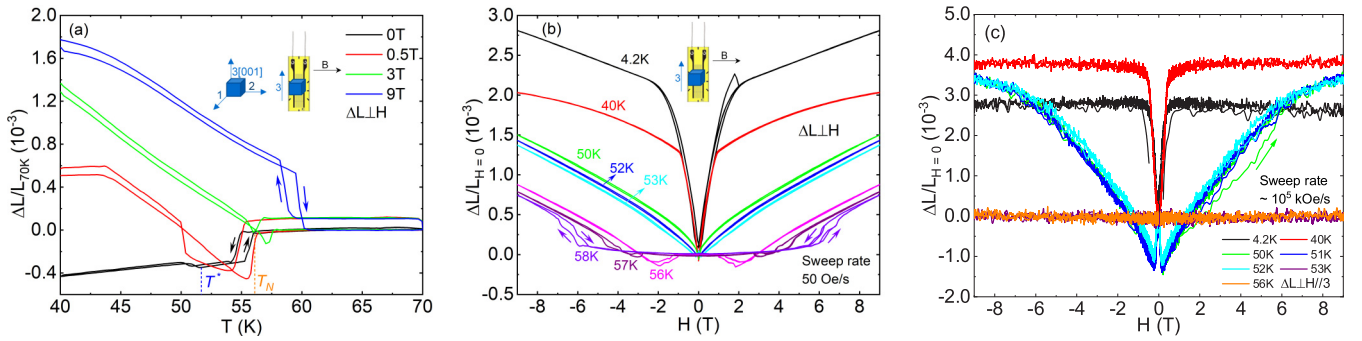 (a)
0T
0.5T
3T
9T
ΔL⊥H
3[001]
2
1
3
B
ΔL/L70K (10⁻³)
2.0
1.6
1.2
0.8
0.4
0.0
-0.4
T*
TN
40 45 50 55 60 65 70
T (K)
(b)
3.0
2.5
2.0
1.5
1.0
0.5
0.0
-0.5
ΔL/LH = 0 (10⁻³)
4.2K
40K
50K
52K
53K
58K
57K
56K
3
B
ΔL⊥H
Sweep rate
50 Oe/s
-8 -6 -4 -2 0 2 4 6 8
H (T)
(c)
5.0
4.0
3.0
2.0
1.0
0.0
-1.0
-2.0
ΔL/LH = 0 (10⁻³)
Sweep rate
~ 10⁵ kOe/s
4.2K 40K
50K 51K
52K 53K
56K ΔL⊥H//3
-8 -6 -4 -2 0 2 4 6 8
H (T)